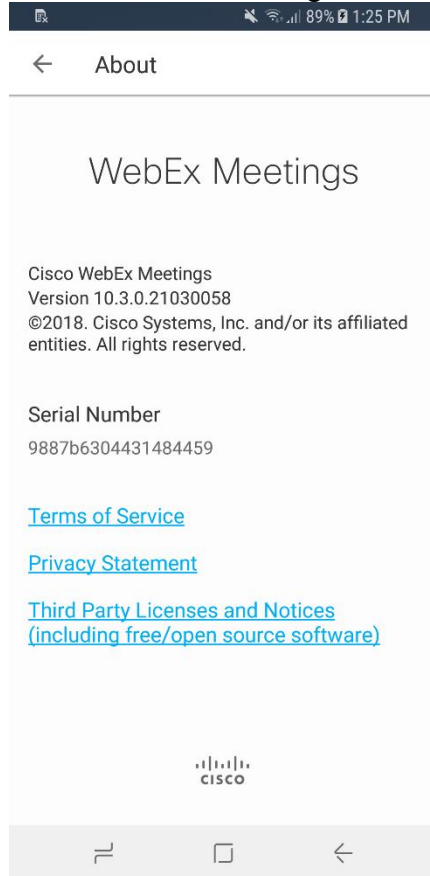 89% 1:25 PM
About
WebEx Meetings
Cisco WebEx Meetings
Version 10.3.0.21030058
©2018. Cisco Systems, Inc. and/or its affiliated
entities. All rights reserved.
Serial Number
9887b6304431484459
Terms of Service
Privacy Statement
Third Party Licenses and Notices
(including free/open source software)
CISCO